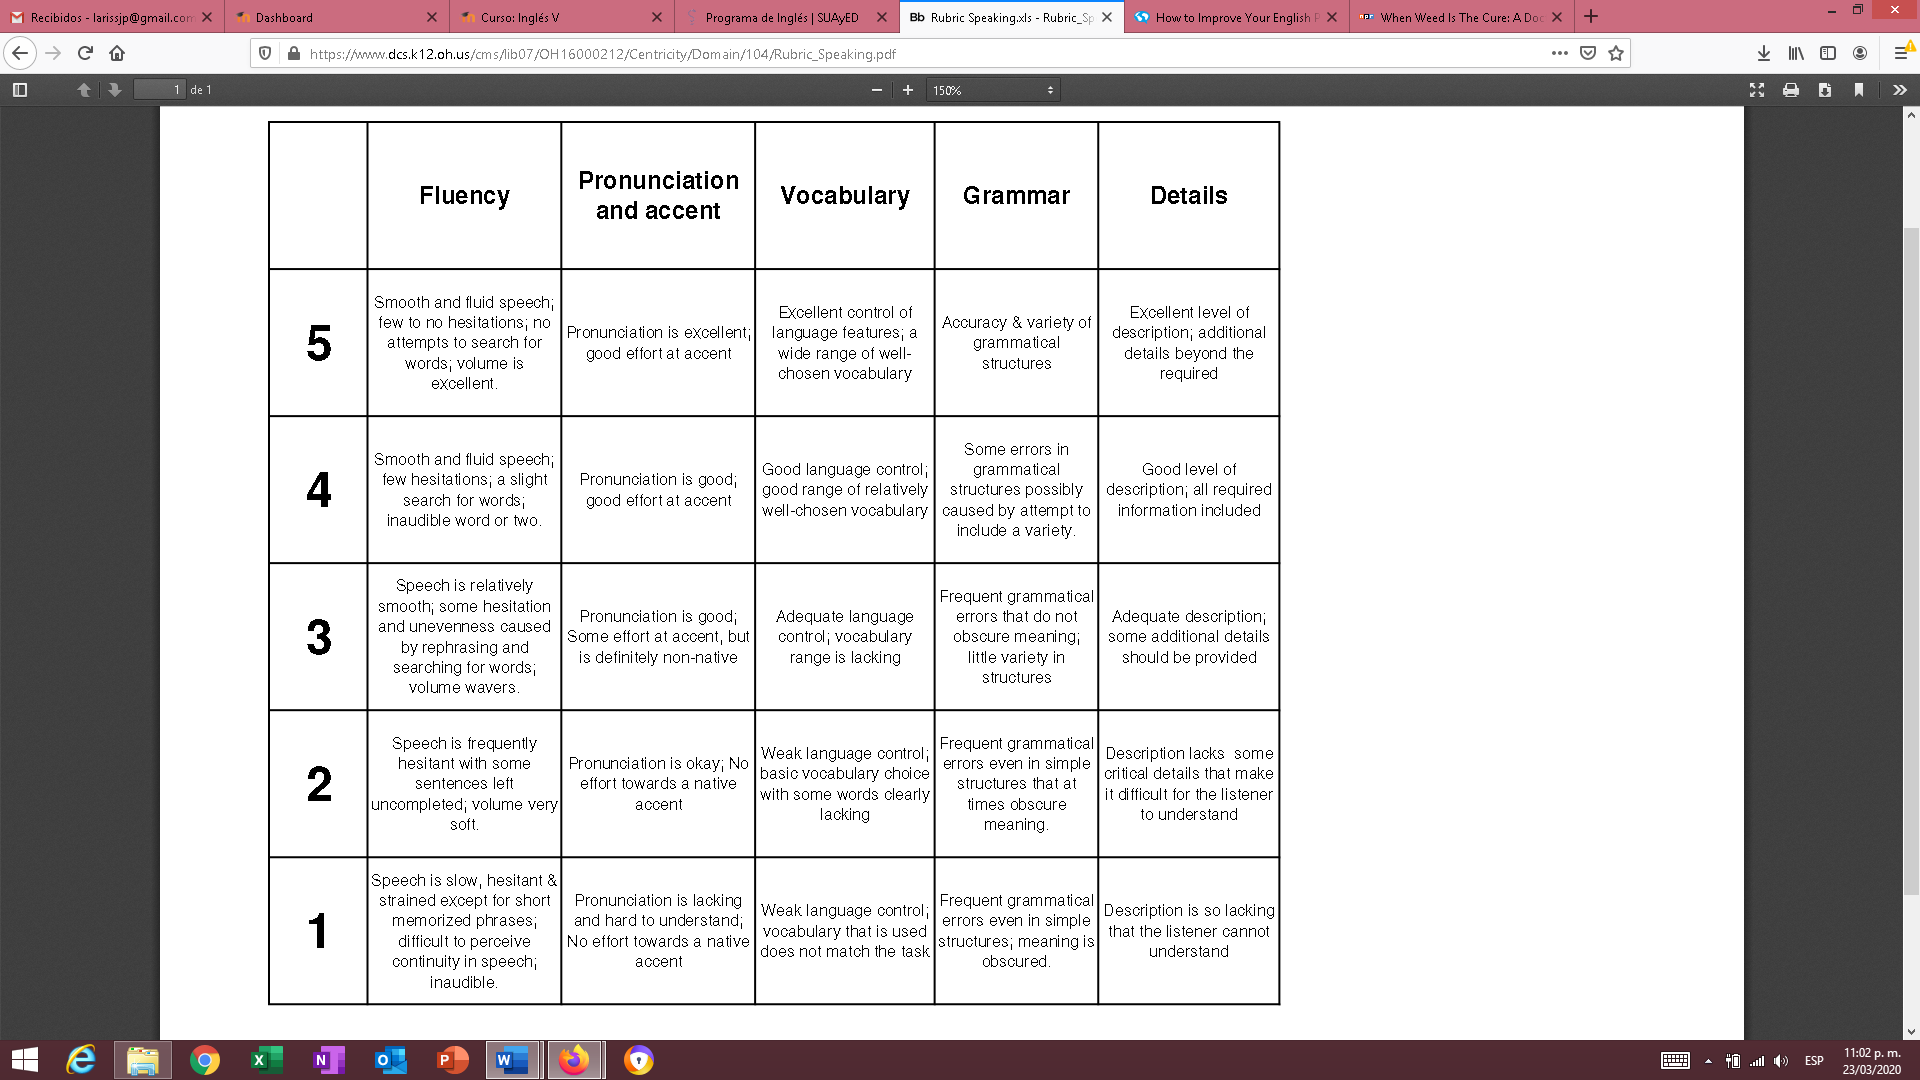 Recibidos - larissjp@gmail.com
Dashboard
Curso: Inglés V
Programa de Inglés | SUAyED
Bb Rubric Speaking.xls - Rubric_Sp
How to Improve Your English P
npr When Weed Is The Cure: A Doc
https://www.dcs.k12.oh.us/cms/lib07/OH16000212/Centricity/Domain/104/Rubric_Speaking.pdf
1 de 1
150%
Fluency
Pronunciation
and accent
Vocabulary
Grammar
Details
5
Smooth and fluid speech;
few to no hesitations; no
attempts to search for
words; volume is
excellent.
Pronunciation is excellent;
good effort at accent
Excellent control of
language features; a
wide range of well-
chosen vocabulary
Accuracy & variety of
grammatical
structures
Excellent level of
description; additional
details beyond the
required
4
Smooth and fluid speech;
few hesitations; a slight
search for words;
inaudible word or two.
Pronunciation is good;
good effort at accent
Good language control;
good range of relatively
well-chosen vocabulary
Some errors in
grammatical
structures possibly
caused by attempt to
include a variety.
Good level of
description; all required
information included
3
Speech is relatively
smooth; some hesitation
and unevenness caused
by rephrasing and
searching for words;
volume wavers.
Pronunciation is good;
Some effort at accent, but
is definitely non-native
Adequate language
control; vocabulary
range is lacking
Frequent grammatical
errors that do not
obscure meaning;
little variety in
structures
Adequate description;
some additional details
should be provided
2
Speech is frequently
hesitant with some
sentences left
uncompleted; volume very
soft.
Pronunciation is okay; No
effort towards a native
accent
Weak language control;
basic vocabulary choice
with some words clearly
lacking
Frequent grammatical
errors even in simple
structures that at
times obscure
meaning.
Description lacks some
critical details that make
it difficult for the listener
to understand
1
Speech is slow, hesitant &
strained except for short
memorized phrases;
difficult to perceive
continuity in speech;
inaudible.
Pronunciation is lacking
and hard to understand;
No effort towards a native
accent
Weak language control;
vocabulary that is used
does not match the task
Frequent grammatical
errors even in simple
structures; meaning is
obscured.
Description is so lacking
that the listener cannot
understand
ESP
11:02 p. m.
23/03/2020